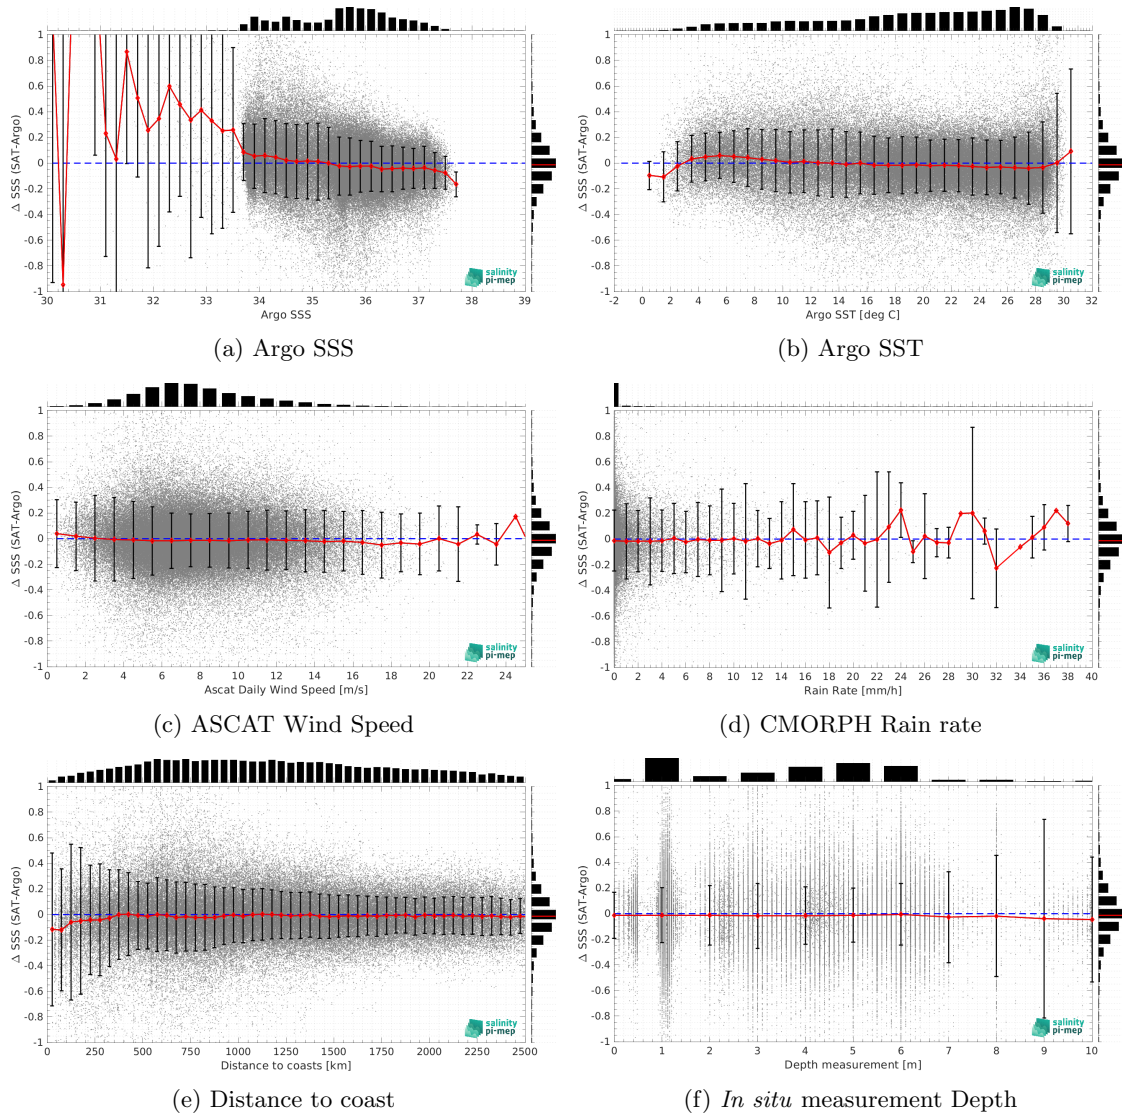 1
0.8
0.6
0.4
0.2
0
-0.2
-0.4
-0.6
-0.8
-1
Δ SSS (SAT-Argo)
30 31 32 33 34 35 36 37 38 39
Argo SSS
salinity
pi-mep
(a) Argo SSS
1
0.8
0.6
0.4
0.2
0
-0.2
-0.4
-0.6
-0.8
-1
Δ SSS (SAT-Argo)
-2 0 2 4 6 8 10 12 14 16 18 20 22 24 26 28 30 32
Argo SST [deg C]
salinity
pi-mep
(b) Argo SST
1
0.8
0.6
0.4
0.2
0
-0.2
-0.4
-0.6
-0.8
-1
Δ SSS (SAT-Argo)
0 2 4 6 8 10 12 14 16 18 20 22 24
Ascat Daily Wind Speed [m/s]
salinity
pi-mep
(c) ASCAT Wind Speed
1
0.8
0.6
0.4
0.2
0
-0.2
-0.4
-0.6
-0.8
-1
Δ SSS (SAT-Argo)
0 2 4 6 8 10 12 14 16 18 20 22 24 26 28 30 32 34 36 38 40
Rain Rate [mm/h]
salinity
pi-mep
(d) CMORPH Rain rate
1
0.8
0.6
0.4
0.2
0
-0.2
-0.4
-0.6
-0.8
-1
Δ SSS (SAT-Argo)
0 250 500 750 1000 1250 1500 1750 2000 2250 2500
Distance to coasts [km]
salinity
pi-mep
(e) Distance to coast
1
0.8
0.6
0.4
0.2
0
-0.2
-0.4
-0.6
-0.8
-1
Δ SSS (SAT-Argo)
0 1 2 3 4 5 6 7 8 9 10
Depth measurement [m]
salinity
pi-mep
(f) In situ measurement Depth